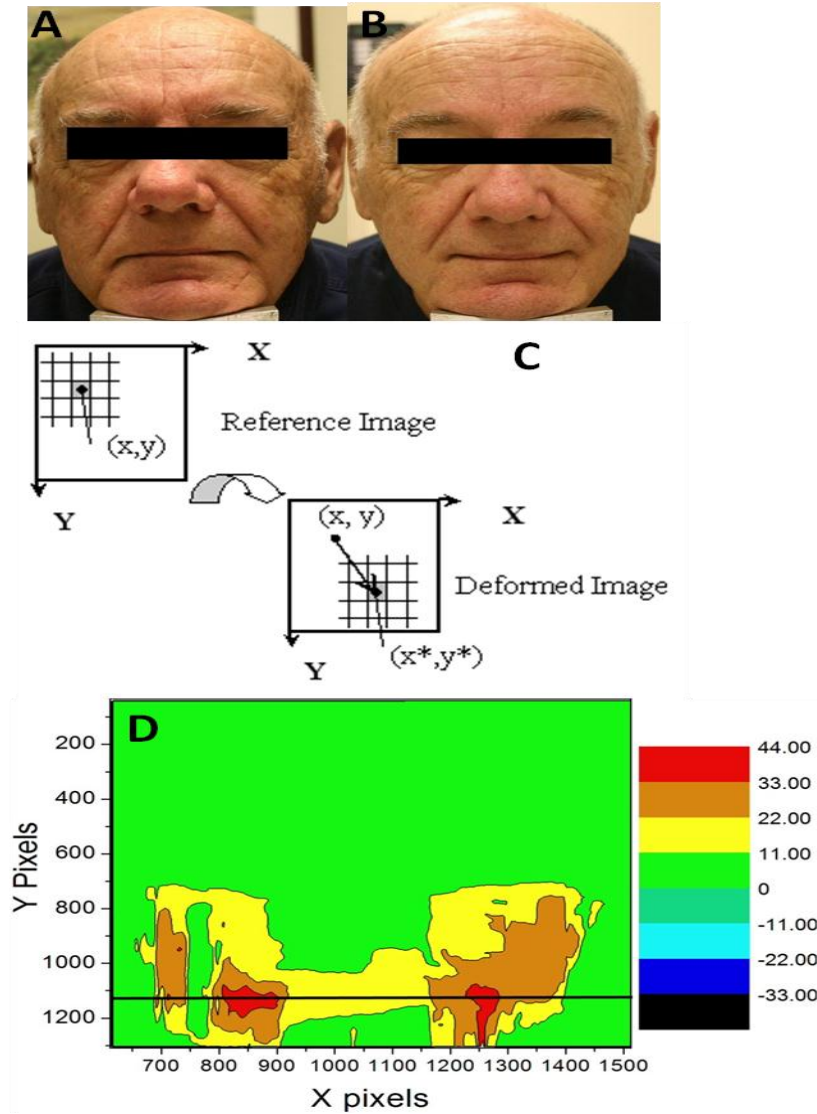 A
B
C
X
(x,y)
Reference Image
Y
(x, y)
X
Deformed Image
(x*,y*)
Y
D
Y Pixels
200
400
600
800
1000
1200
700 800 900 1000 1100 1200 1300 1400 1500
X pixels
44.00
33.00
22.00
11.00
0
-11.00
-22.00
-33.00